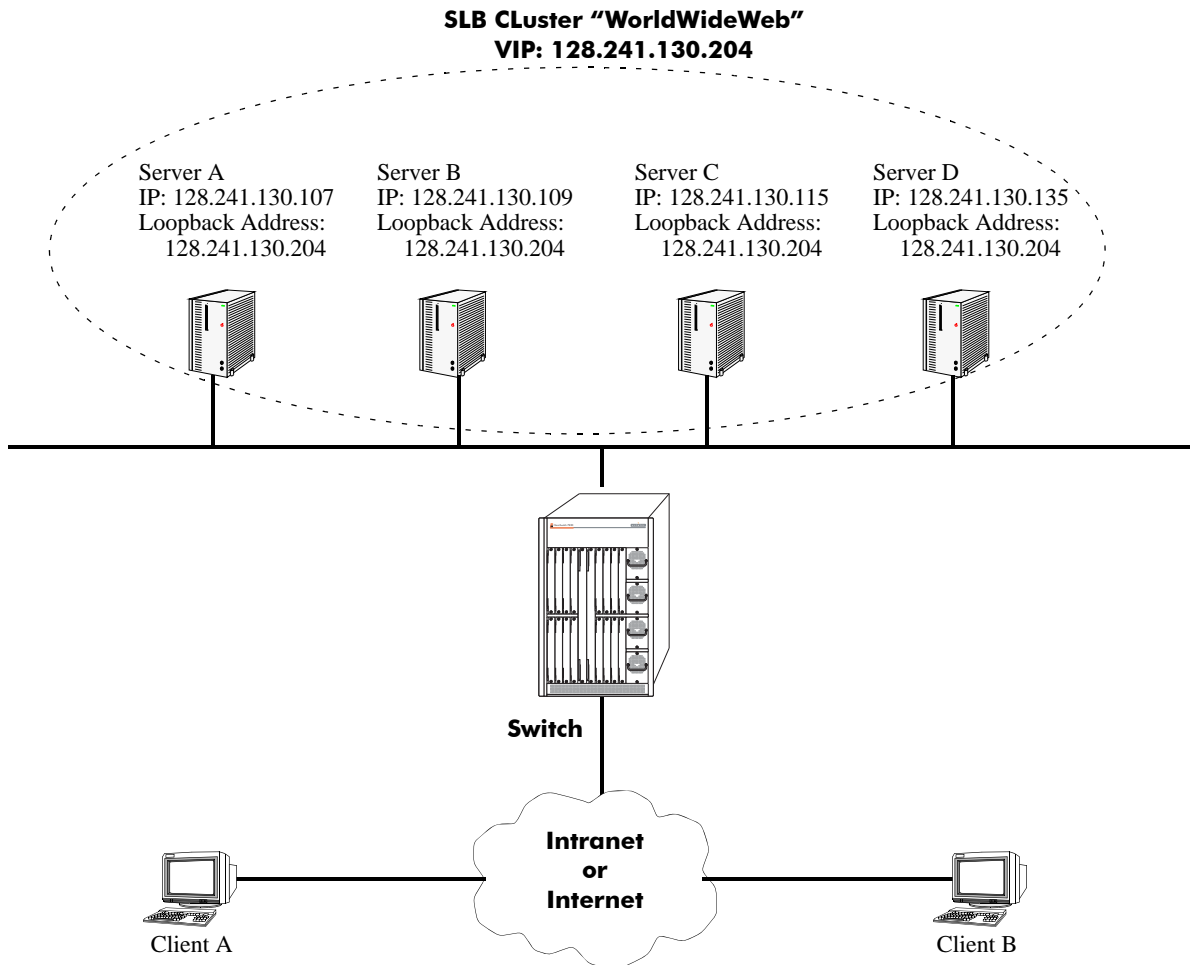 SLB CLuster “WorldWideWeb”
VIP: 128.241.130.204
Server A
IP: 128.241.130.107
Loopback Address:
128.241.130.204
Server B
IP: 128.241.130.109
Loopback Address:
128.241.130.204
Server C
IP: 128.241.130.115
Loopback Address:
128.241.130.204
Server D
IP: 128.241.130.135
Loopback Address:
128.241.130.204
Switch
Intranet
or
Internet
Client A
Client B